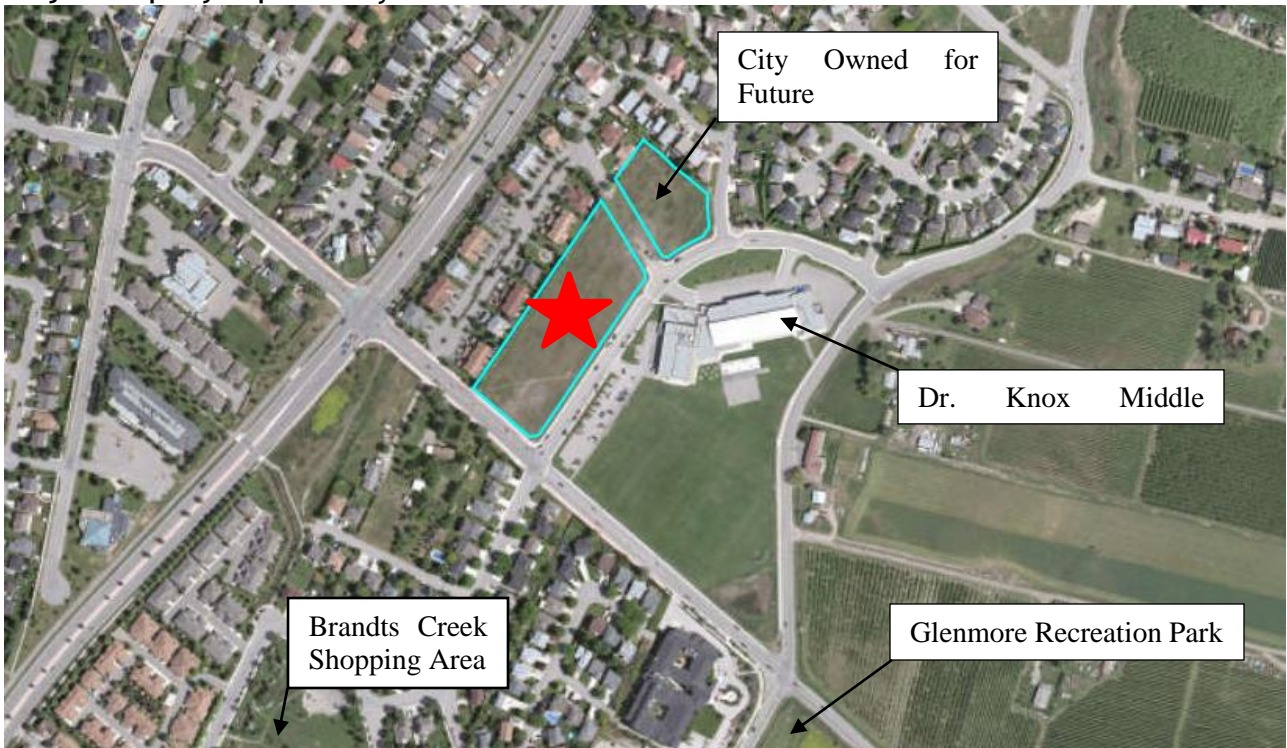 City Owned for
Future
Dr. Knox Middle
Brandts Creek
Shopping Area
Glenmore Recreation Park